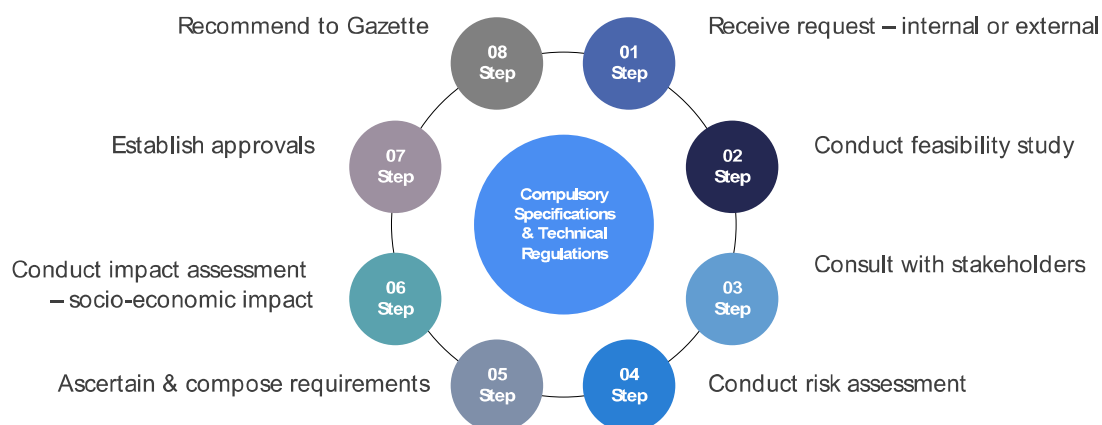 Recommend to Gazette
08
Step
01
Step
Receive request – internal or external
Establish approvals
07
Step
02
Step
Conduct feasibility study
Compulsory
Specifications
& Technical
Regulations
Conduct impact assessment
– socio-economic impact
06
Step
03
Step
Consult with stakeholders
Ascertain & compose requirements
05
Step
04
Step
Conduct risk assessment